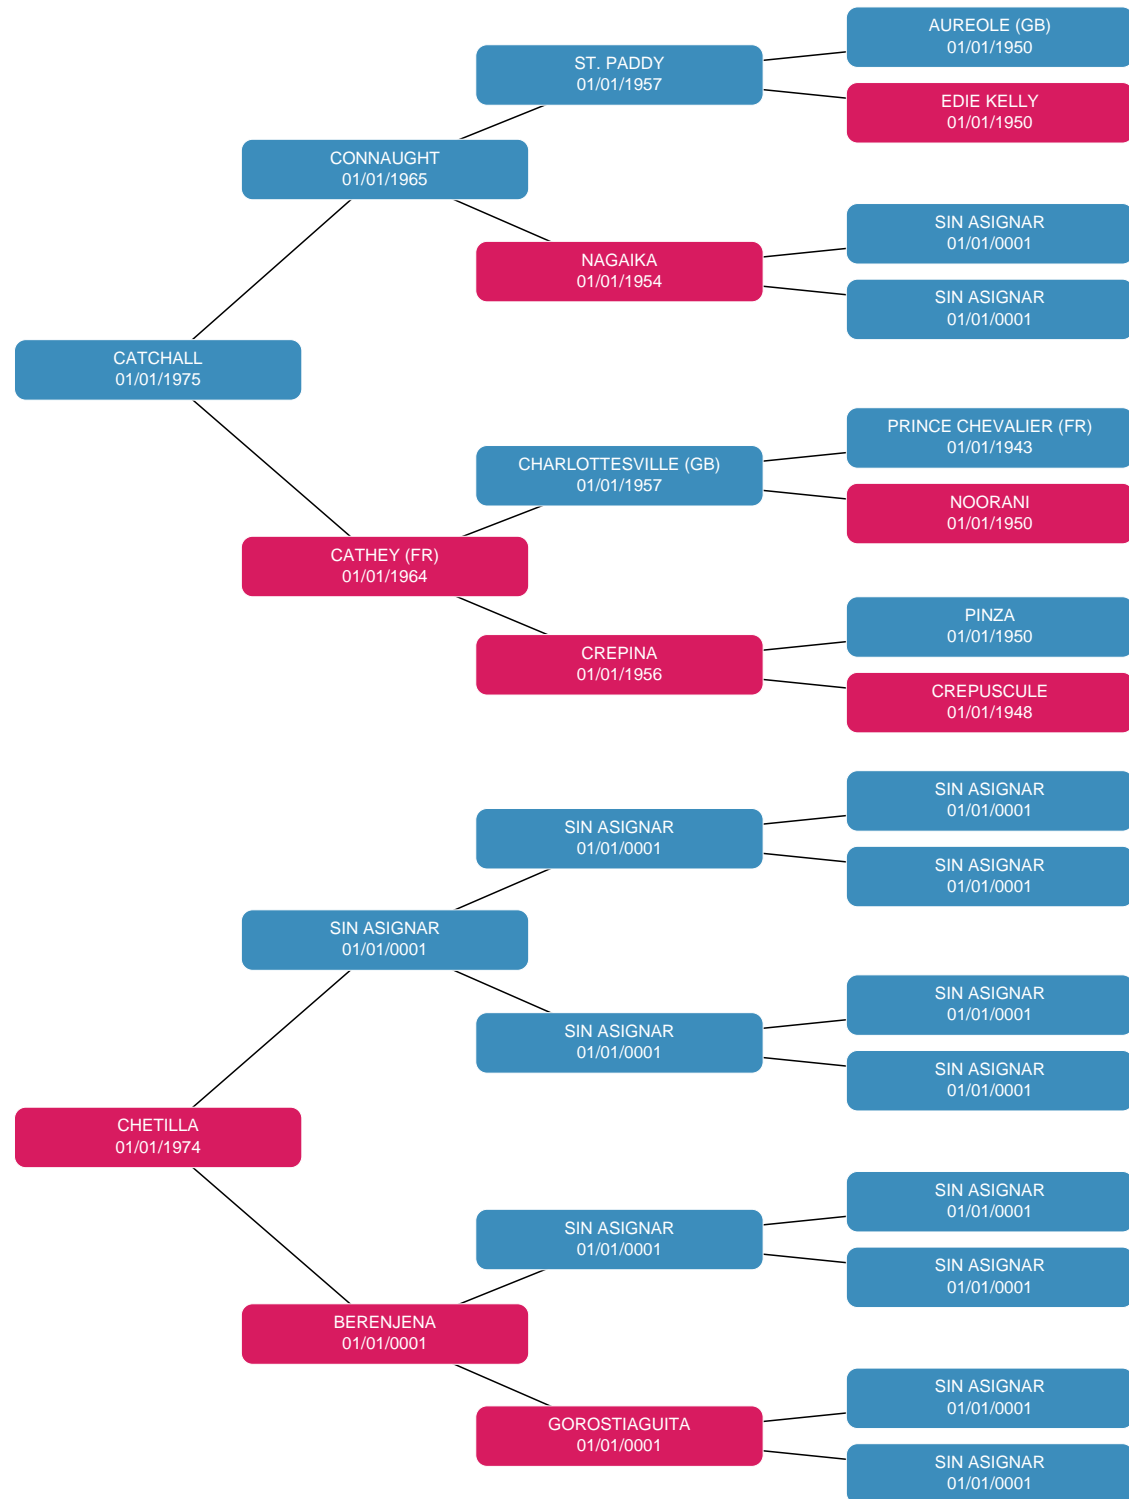 AUREOLE (GB)
01/01/1950
ST. PADDY
01/01/1957
EDIE KELLY
01/01/1950
CONNAUGHT
01/01/1965
SIN ASIGNAR
01/01/0001
NAGAIKA
01/01/1954
SIN ASIGNAR
01/01/0001
CATCHALL
01/01/1975
PRINCE CHEVALIER (FR)
01/01/1943
CHARLOTTESVILLE (GB)
01/01/1957
NOORANI
01/01/1950
CATHEY (FR)
01/01/1964
PINZA
01/01/1950
CREPINA
01/01/1956
CREPUSCULE
01/01/1948
SIN ASIGNAR
01/01/0001
SIN ASIGNAR
01/01/0001
SIN ASIGNAR
01/01/0001
SIN ASIGNAR
01/01/0001
SIN ASIGNAR
01/01/0001
SIN ASIGNAR
01/01/0001
SIN ASIGNAR
01/01/0001
CHETILLA
01/01/1974
SIN ASIGNAR
01/01/0001
SIN ASIGNAR
01/01/0001
SIN ASIGNAR
01/01/0001
BERENJENA
01/01/0001
SIN ASIGNAR
01/01/0001
GOROSTIAGUITA
01/01/0001
SIN ASIGNAR
01/01/0001